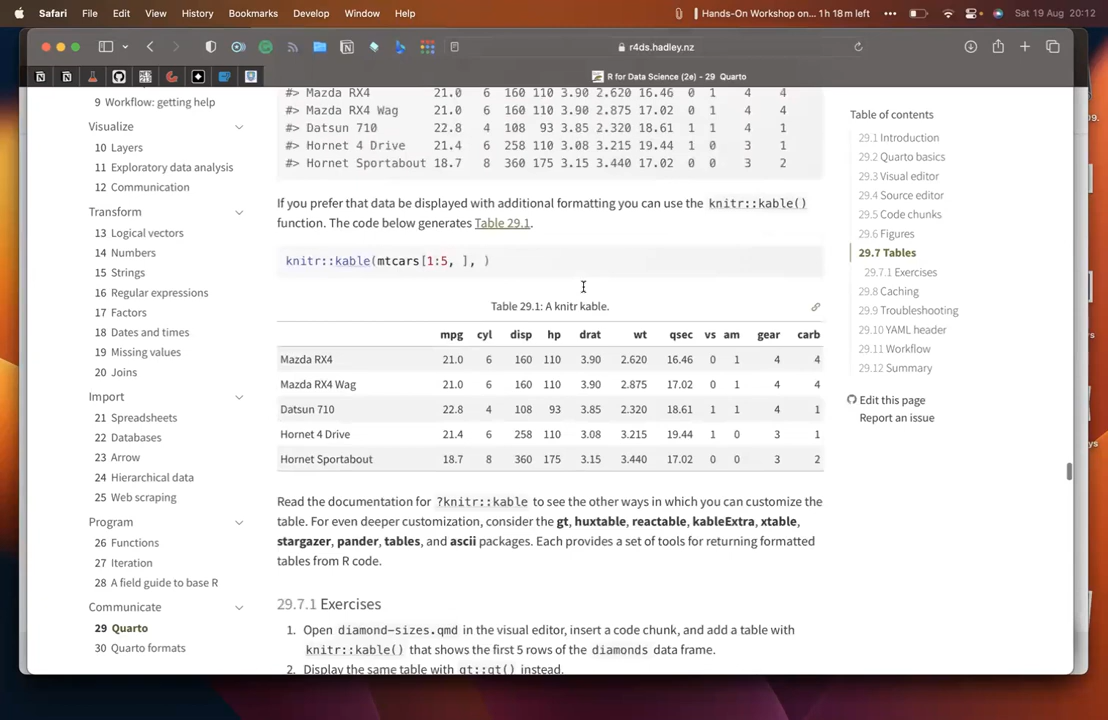 Safari File Edit View History Bookmarks Develop Window Help Hands-On Workshop on... 1 h 18 m left Sat 19 Aug 20:12
r4ds.hadley.nz
R for Data Science (2e) - 29 Quarto
9 Workflow: getting help
Visualize
10 Layers
11 Exploratory data analysis
12 Communication
Transform
13 Logical vectors
14 Numbers
15 Strings
16 Regular expressions
17 Factors
18 Dates and times
19 Missing values
20 Joins
Import
21 Spreadsheets
22 Databases
23 Arrow
24 Hierarchical data
25 Web scraping
Program
26 Functions
27 Iteration
28 A field guide to base R
Communicate
29 Quarto
30 Quarto formats
#> Mazda RX4 21.0 6 160 110 3.90 2.620 16.46 0 1 4 4
#> Mazda RX4 Wag 21.0 6 160 110 3.90 2.875 17.02 0 1 4 4
#> Datsun 710 22.8 4 108 93 3.85 2.320 18.61 1 1 4 1
#> Hornet 4 Drive 21.4 6 258 110 3.08 3.215 19.44 1 0 3 1
#> Hornet Sportabout 18.7 8 360 175 3.15 3.440 17.02 0 0 3 2
If you prefer that data be displayed with additional formatting you can use the knitr::kable()
function. The code below generates Table 29.1.
knitr::kable(mtcars[1:5, ], )
Table 29.1: A knitr kable.
mpg cyl disp hp drat wt qsec vs am gear carb
Mazda RX4 21.0 6 160 110 3.90 2.620 16.46 0 1 4 4
Mazda RX4 Wag 21.0 6 160 110 3.90 2.875 17.02 0 1 4 4
Datsun 710 22.8 4 108 93 3.85 2.320 18.61 1 1 4 1
Hornet 4 Drive 21.4 6 258 110 3.08 3.215 19.44 1 0 3 1
Hornet Sportabout 18.7 8 360 175 3.15 3.440 17.02 0 0 3 2
Read the documentation for ?knitr::kable to see the other ways in which you can customize the
table. For even deeper customization, consider the gt, huxtable, reactable, kableExtra, xtable,
stargazer, pander, tables, and ascii packages. Each provides a set of tools for returning formatted
tables from R code.
29.7.1 Exercises
1. Open diamond-sizes.qmd in the visual editor, insert a code chunk, and add a table with
knitr::kable() that shows the first 5 rows of the diamonds data frame.
2. Display the same table with gt::gt() instead.
Table of contents
29.1 Introduction
29.2 Quarto basics
29.3 Visual editor
29.4 Source editor
29.5 Code chunks
29.6 Figures
29.7 Tables
29.7.1 Exercises
29.8 Caching
29.9 Troubleshooting
29.10 YAML header
29.11 Workflow
29.12 Summary
Edit this page
Report an issue